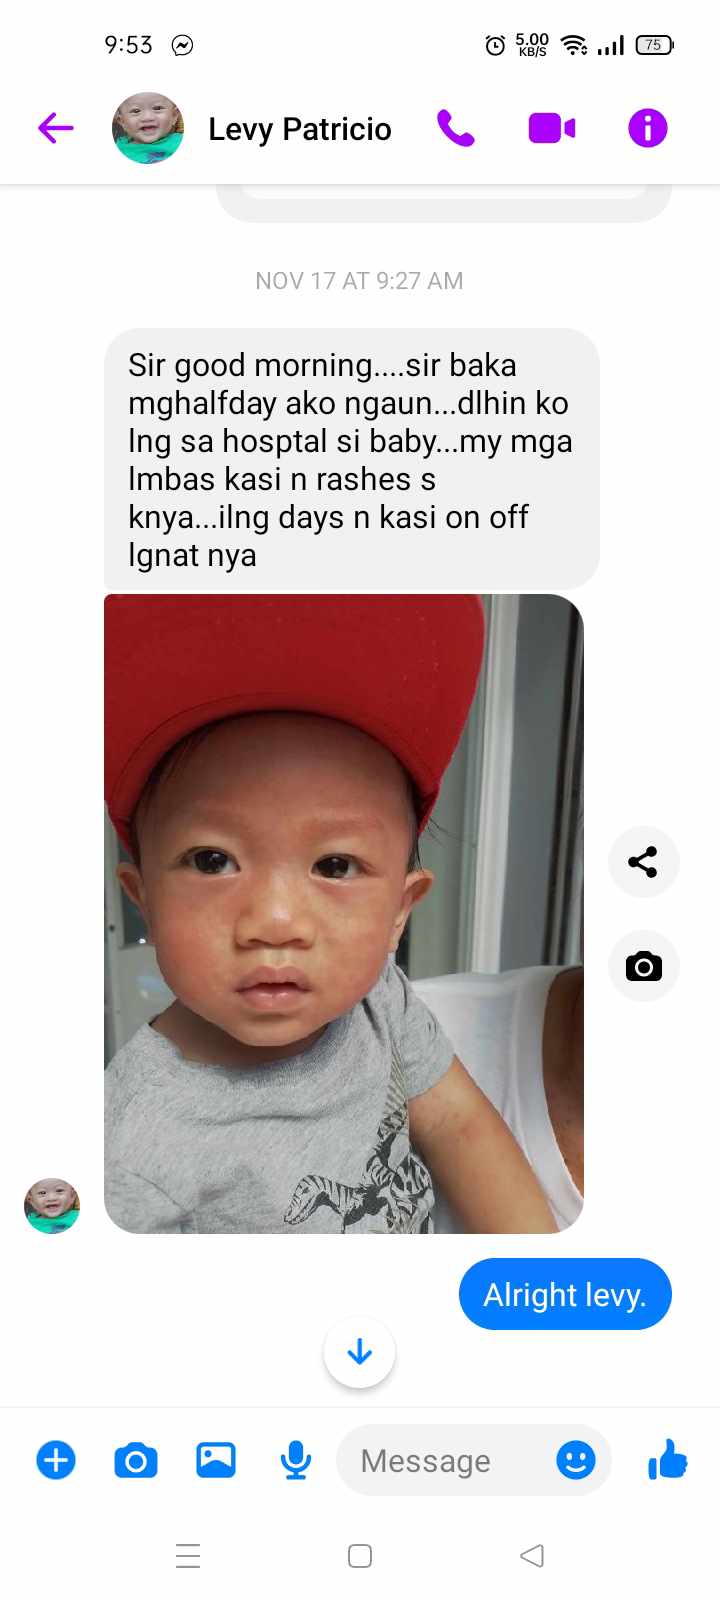 9:53
5.00
KB/S
75
Levy Patricio
NOV 17 AT 9:27 AM
Sir good morning....sir baka
mghalfday ako ngaun...dlhin ko
lng sa hosptal si baby...my mga
lmbas kasi n rashes s
knya...ilng days n kasi on off
lgnat nya
Alright levy.
Message